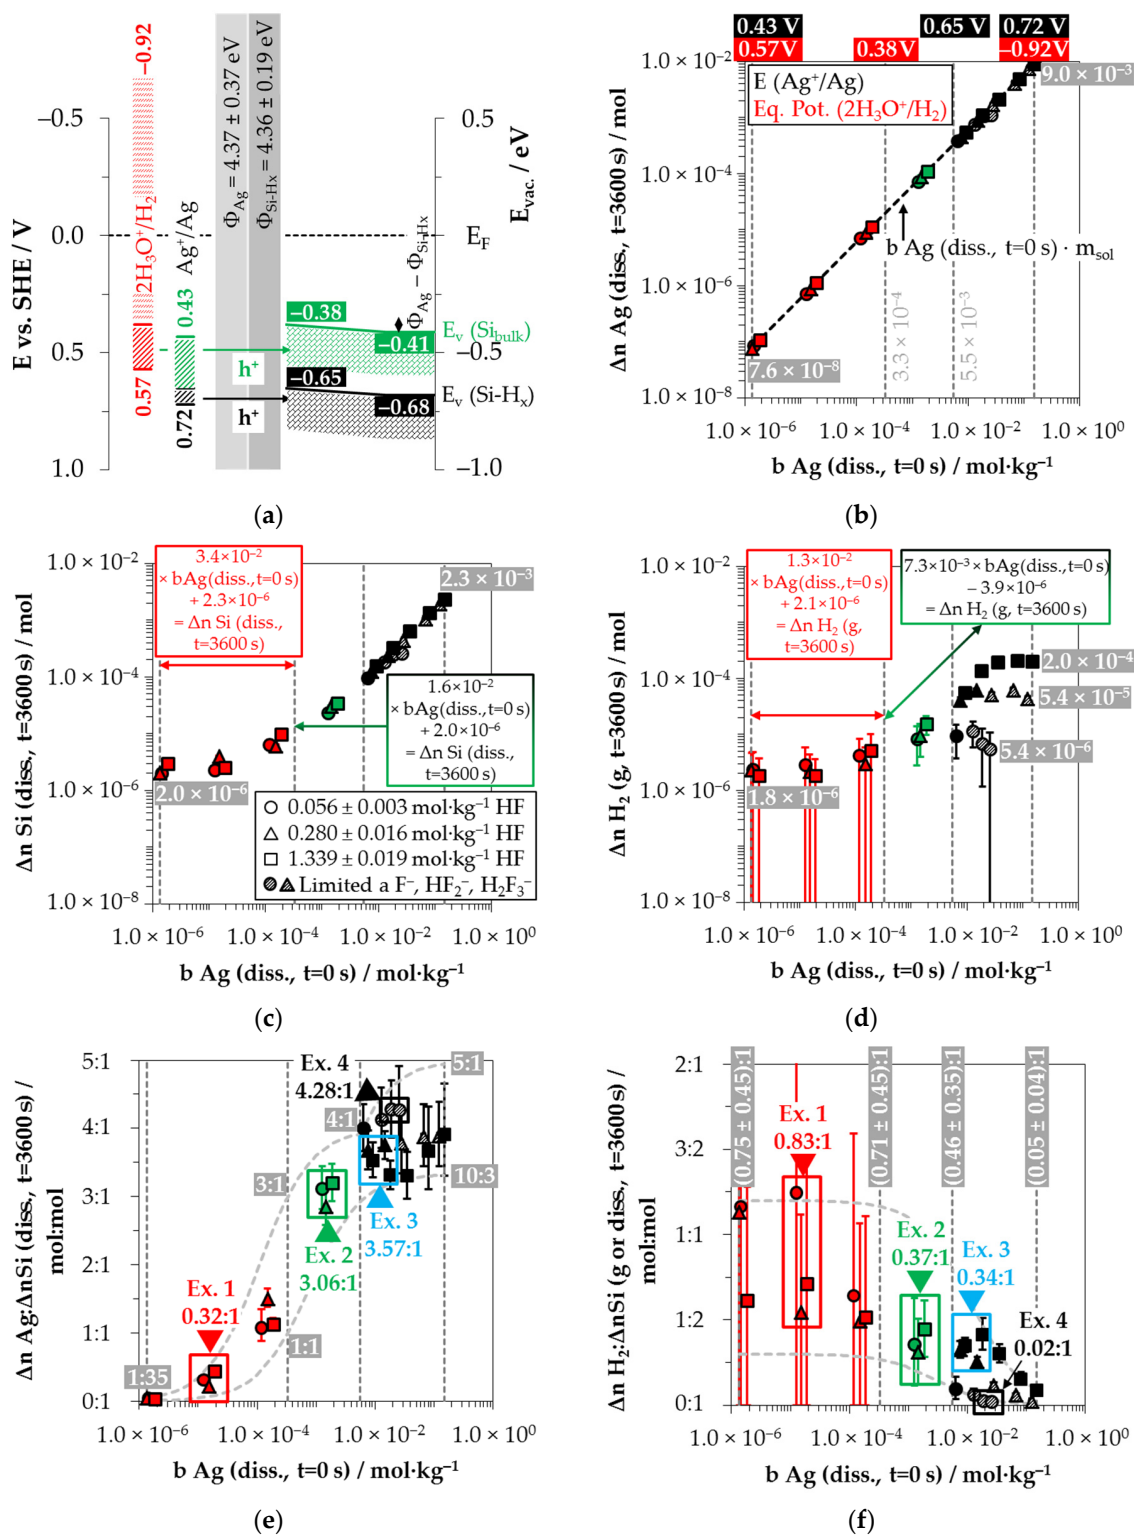 −0.92
Φ_Ag = 4.37 ± 0.37 eV
Φ_Si-Hx = 4.36 ± 0.19 eV
−0.5
0.5
E vs. SHE / V
E_vac. / eV
2H₃O⁺/H₂
Ag⁺/Ag
0.0
E_F
Φ_Ag − Φ_Si-Hx
0.43
−0.38
E_v (Si_bulk)
−0.41
−0.5
h⁺
0.57
−0.65
E_v (Si-H_x)
−0.68
h⁺
0.72
1.0
−1.0
(a)
0.43 V
0.65 V
0.72 V
0.57 V
0.38 V
−0.92 V
Δn Ag (diss., t=3600 s) / mol
1.0 × 10⁻²
1.0 × 10⁻⁴
1.0 × 10⁻⁶
1.0 × 10⁻⁸
E (Ag⁺/Ag)
Eq. Pot. (2H₃O⁺/H₂)
9.0 × 10⁻³
b Ag (diss., t=0 s) · m_sol
7.6 × 10⁻⁸
3.3 × 10⁻⁴
5.5 × 10⁻³
1.0 × 10⁻⁶
1.0 × 10⁻⁴
1.0 × 10⁻²
1.0 × 10⁰
b Ag (diss., t=0 s) / mol·kg⁻¹
(b)
Δn Si (diss., t=3600 s) / mol
1.0 × 10⁻²
1.0 × 10⁻⁴
1.0 × 10⁻⁶
1.0 × 10⁻⁸
3.4×10⁻²
× bAg(diss., t=0 s)
+ 2.3×10⁻⁶
= Δn Si (diss.,
t=3600 s)
2.3 × 10⁻³
1.6×10⁻²
× bAg(diss., t=0 s)
+ 2.0×10⁻⁶
= Δn Si (diss.,
t=3600 s)
2.0 × 10⁻⁶
0.056 ± 0.003 mol·kg⁻¹ HF
0.280 ± 0.016 mol·kg⁻¹ HF
1.339 ± 0.019 mol·kg⁻¹ HF
Limited a F⁻, HF₂⁻, H₂F₃⁻
1.0 × 10⁻⁶
1.0 × 10⁻⁴
1.0 × 10⁻²
1.0 × 10⁰
b Ag (diss., t=0 s) / mol·kg⁻¹
(c)
Δn H₂ (g, t=3600 s) / mol
1.0 × 10⁻²
1.0 × 10⁻⁴
1.0 × 10⁻⁶
1.0 × 10⁻⁸
1.3×10⁻²
× bAg(diss., t=0 s)
+ 2.1×10⁻⁶
= Δn H₂ (g,
t=3600 s)
7.3×10⁻³ × bAg(diss., t=0 s)
− 3.9×10⁻⁶
= Δn H₂ (g, t=3600 s)
2.0 × 10⁻⁴
5.4 × 10⁻⁵
5.4 × 10⁻⁶
1.8 × 10⁻⁶
1.0 × 10⁻⁶
1.0 × 10⁻⁴
1.0 × 10⁻²
1.0 × 10⁰
b Ag (diss., t=0 s) / mol·kg⁻¹
(d)
Δn Ag:ΔnSi (diss., t=3600 s) /
mol:mol
5:1
4:1
3:1
2:1
1:1
0:1
Ex. 4
4.28:1
5:1
4:1
3:1
10:3
Ex. 3
3.57:1
Ex. 2
3.06:1
Ex. 1
0.32:1
1:1
1:35
1.0 × 10⁻⁶
1.0 × 10⁻⁴
1.0 × 10⁻²
1.0 × 10⁰
b Ag (diss., t=0 s) / mol·kg⁻¹
(e)
Δn H₂:ΔnSi (g or diss., t=3600 s) /
mol:mol
2:1
3:2
1:1
1:2
0:1
(0.75 ± 0.45):1
(0.71 ± 0.45):1
(0.46 ± 0.35):1
(0.05 ± 0.04):1
Ex. 1
0.83:1
Ex. 2
0.37:1
Ex. 3
0.34:1
Ex. 4
0.02:1
1.0 × 10⁻⁶
1.0 × 10⁻⁴
1.0 × 10⁻²
1.0 × 10⁰
b Ag (diss., t=0 s) / mol·kg⁻¹
(f)